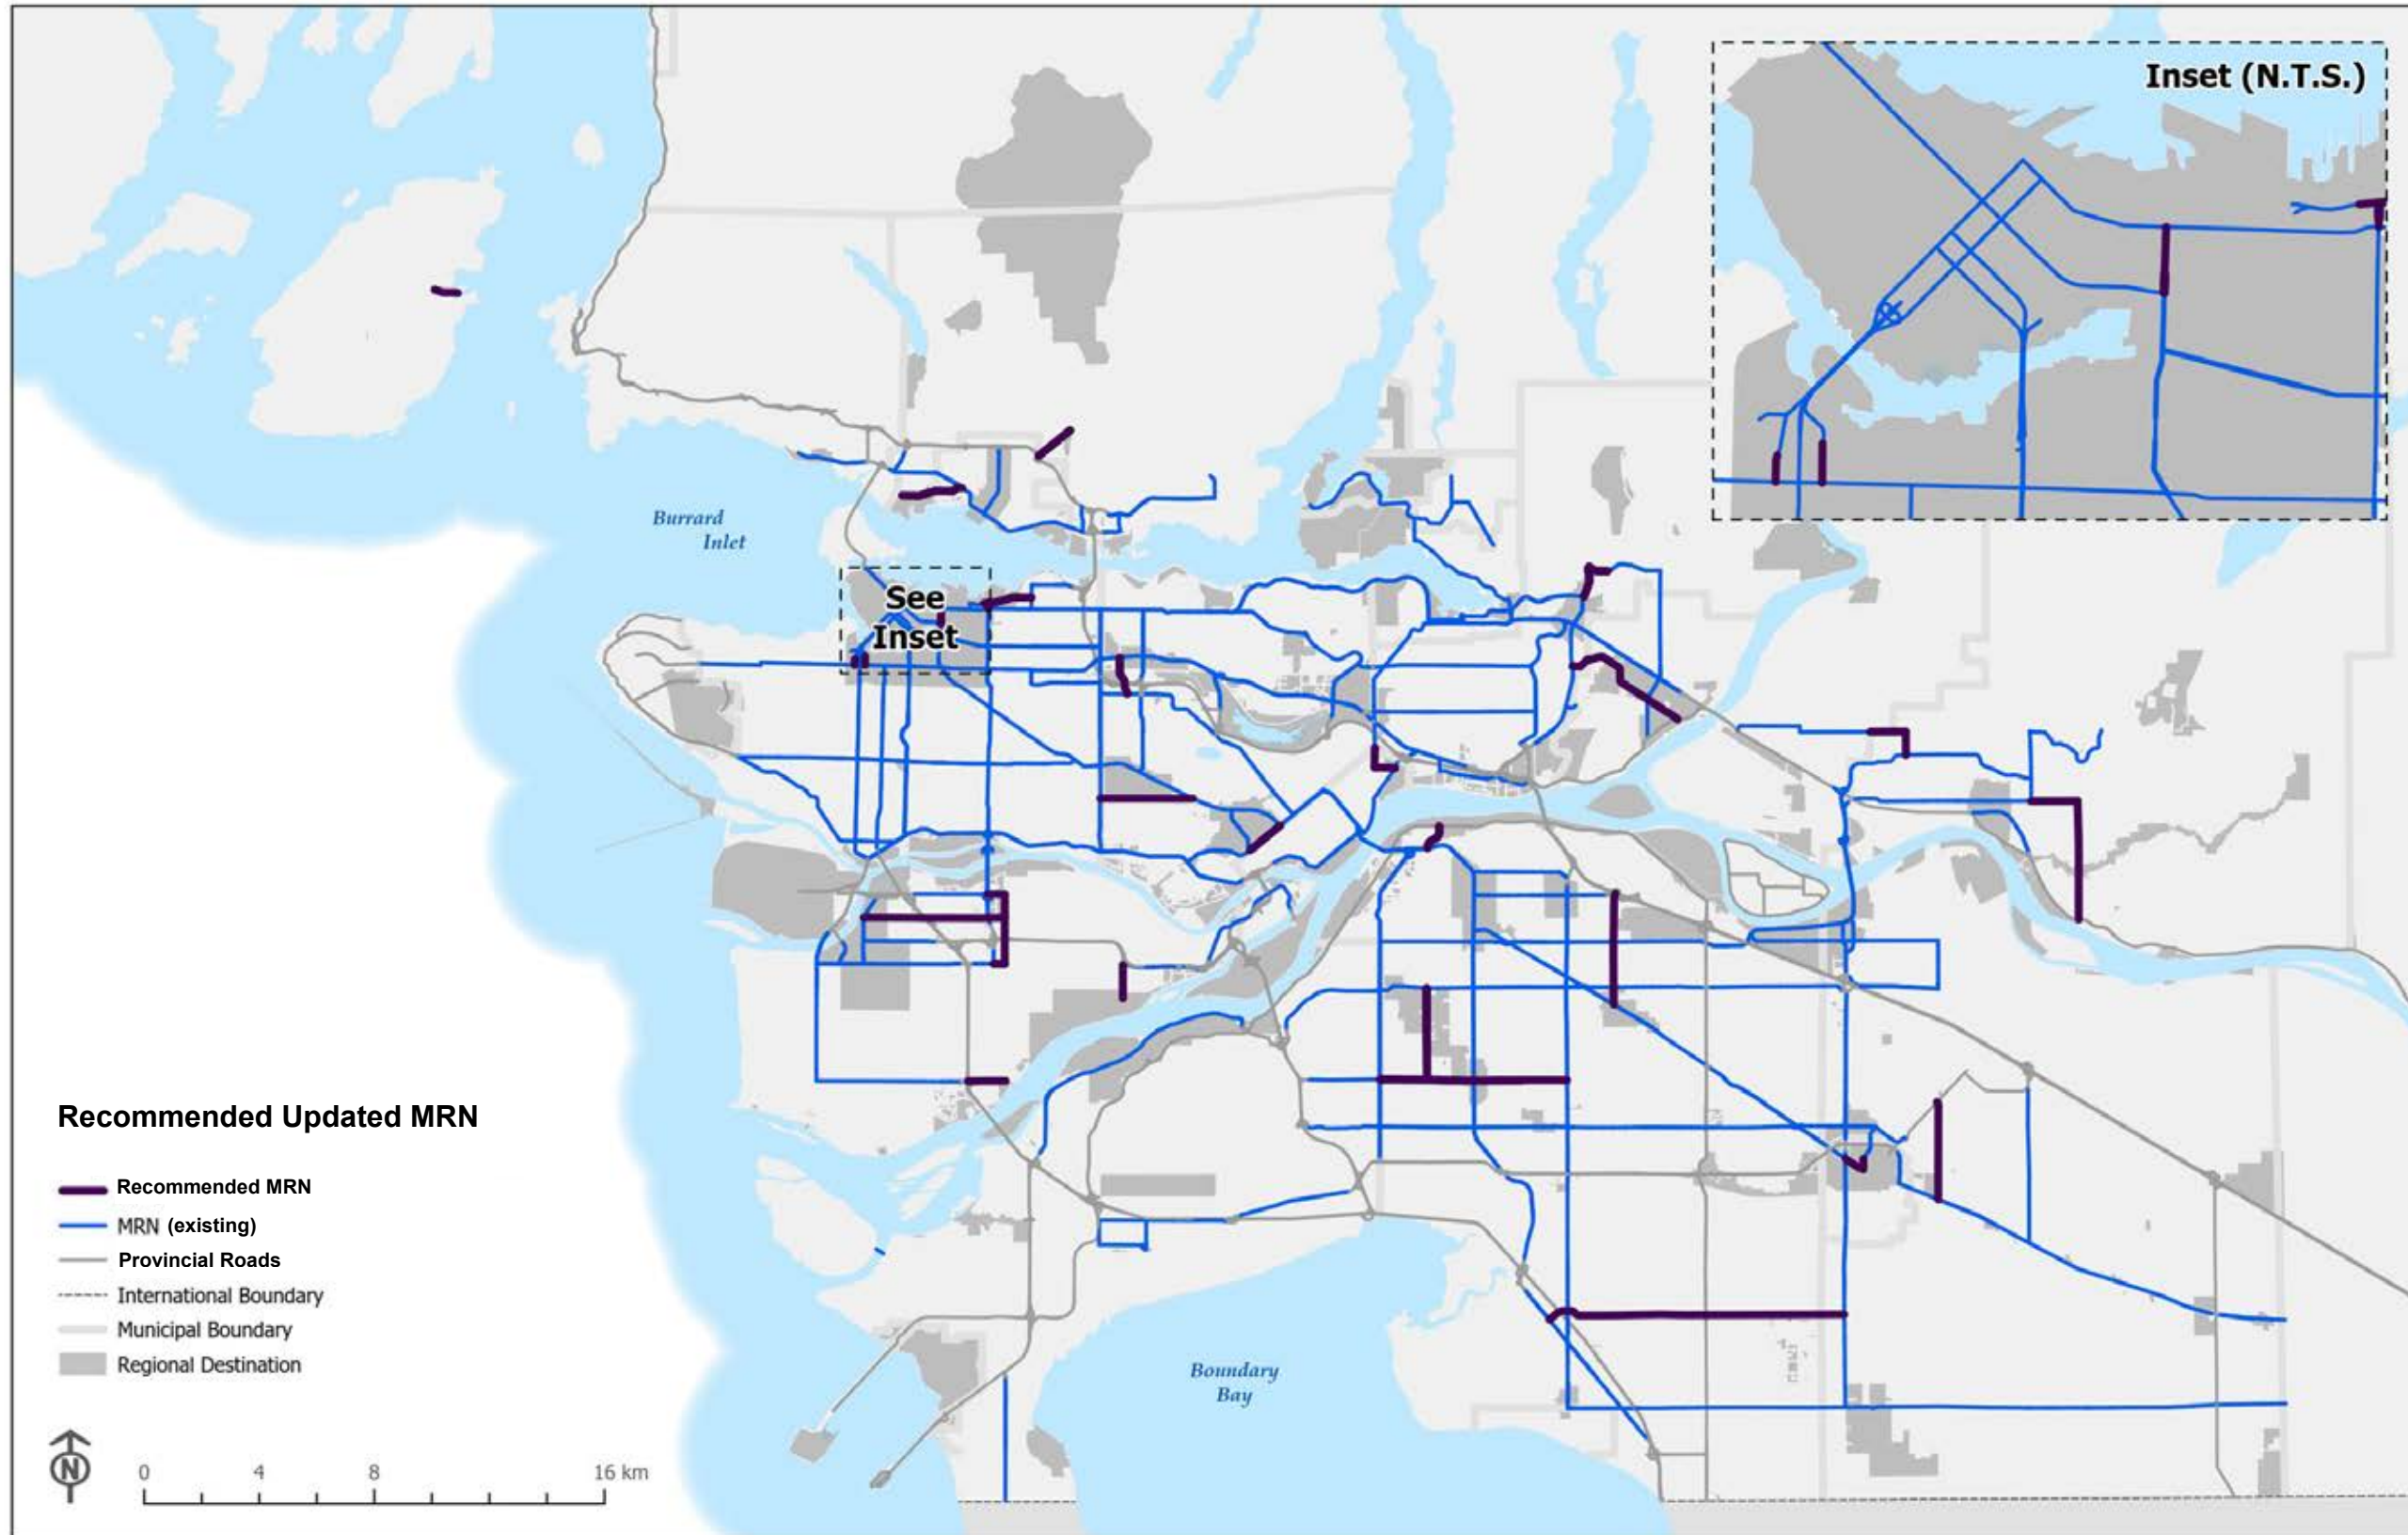 Inset (N.T.S.)
Burrard
Inlet
See
Inset
Recommended Updated MRN
Recommended MRN
MRN (existing)
Provincial Roads
International Boundary
Municipal Boundary
Regional Destination
Boundary
Bay
N
0 4 8 16 km